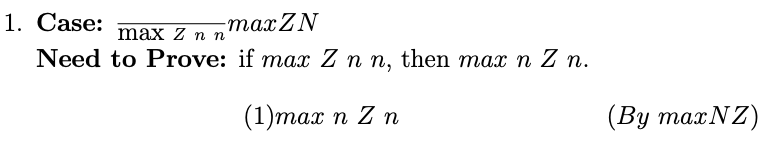 1. Case: max Z n n maxZN
Need to Prove: if max Z n n, then max n Z n.
(1)max n Z n (By maxNZ)